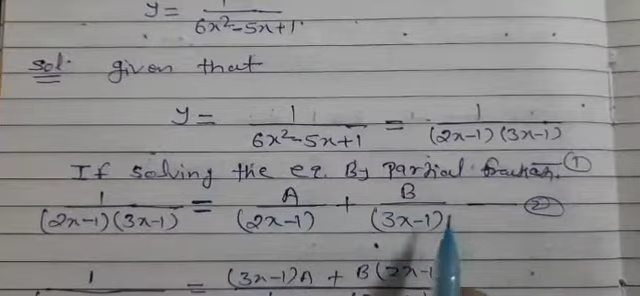 y = 1/(6x²-5x+1)
Sol. given that
y = 1/(6x²-5x+1) = 1/((2x-1)(3x-1))
If solving the eq. By partial fraction. ①
1/((2x-1)(3x-1)) = A/(2x-1) + B/(3x-1) — ②
1 = (3x-1)A + B(2x-1